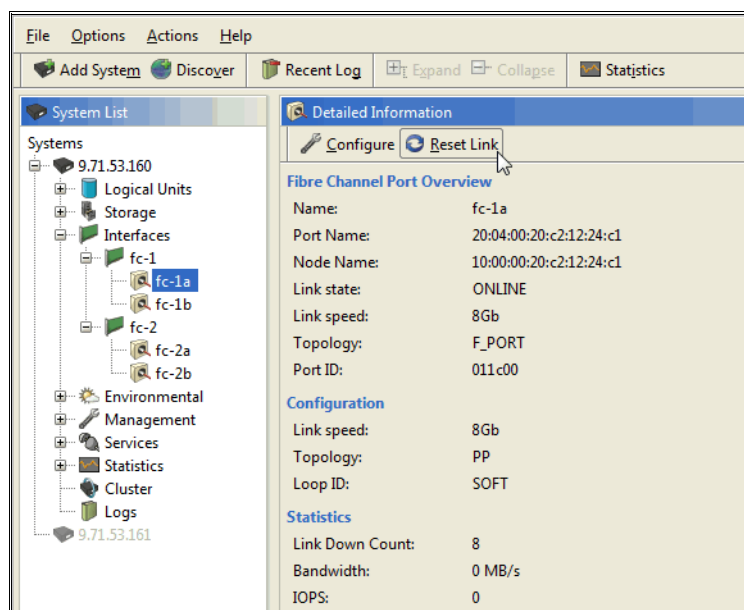 File Options Actions Help
Add System Discover Recent Log Expand Collapse Statistics
System List
Systems
9.71.53.160
Logical Units
Storage
Interfaces
fc-1
fc-1a
fc-1b
fc-2
fc-2a
fc-2b
Environmental
Management
Services
Statistics
Cluster
Logs
9.71.53.161
Detailed Information
Configure Reset Link
Fibre Channel Port Overview
Name: fc-1a
Port Name: 20:04:00:20:c2:12:24:c1
Node Name: 10:00:00:20:c2:12:24:c1
Link state: ONLINE
Link speed: 8Gb
Topology: F_PORT
Port ID: 011c00
Configuration
Link speed: 8Gb
Topology: PP
Loop ID: SOFT
Statistics
Link Down Count: 8
Bandwidth: 0 MB/s
IOPS: 0